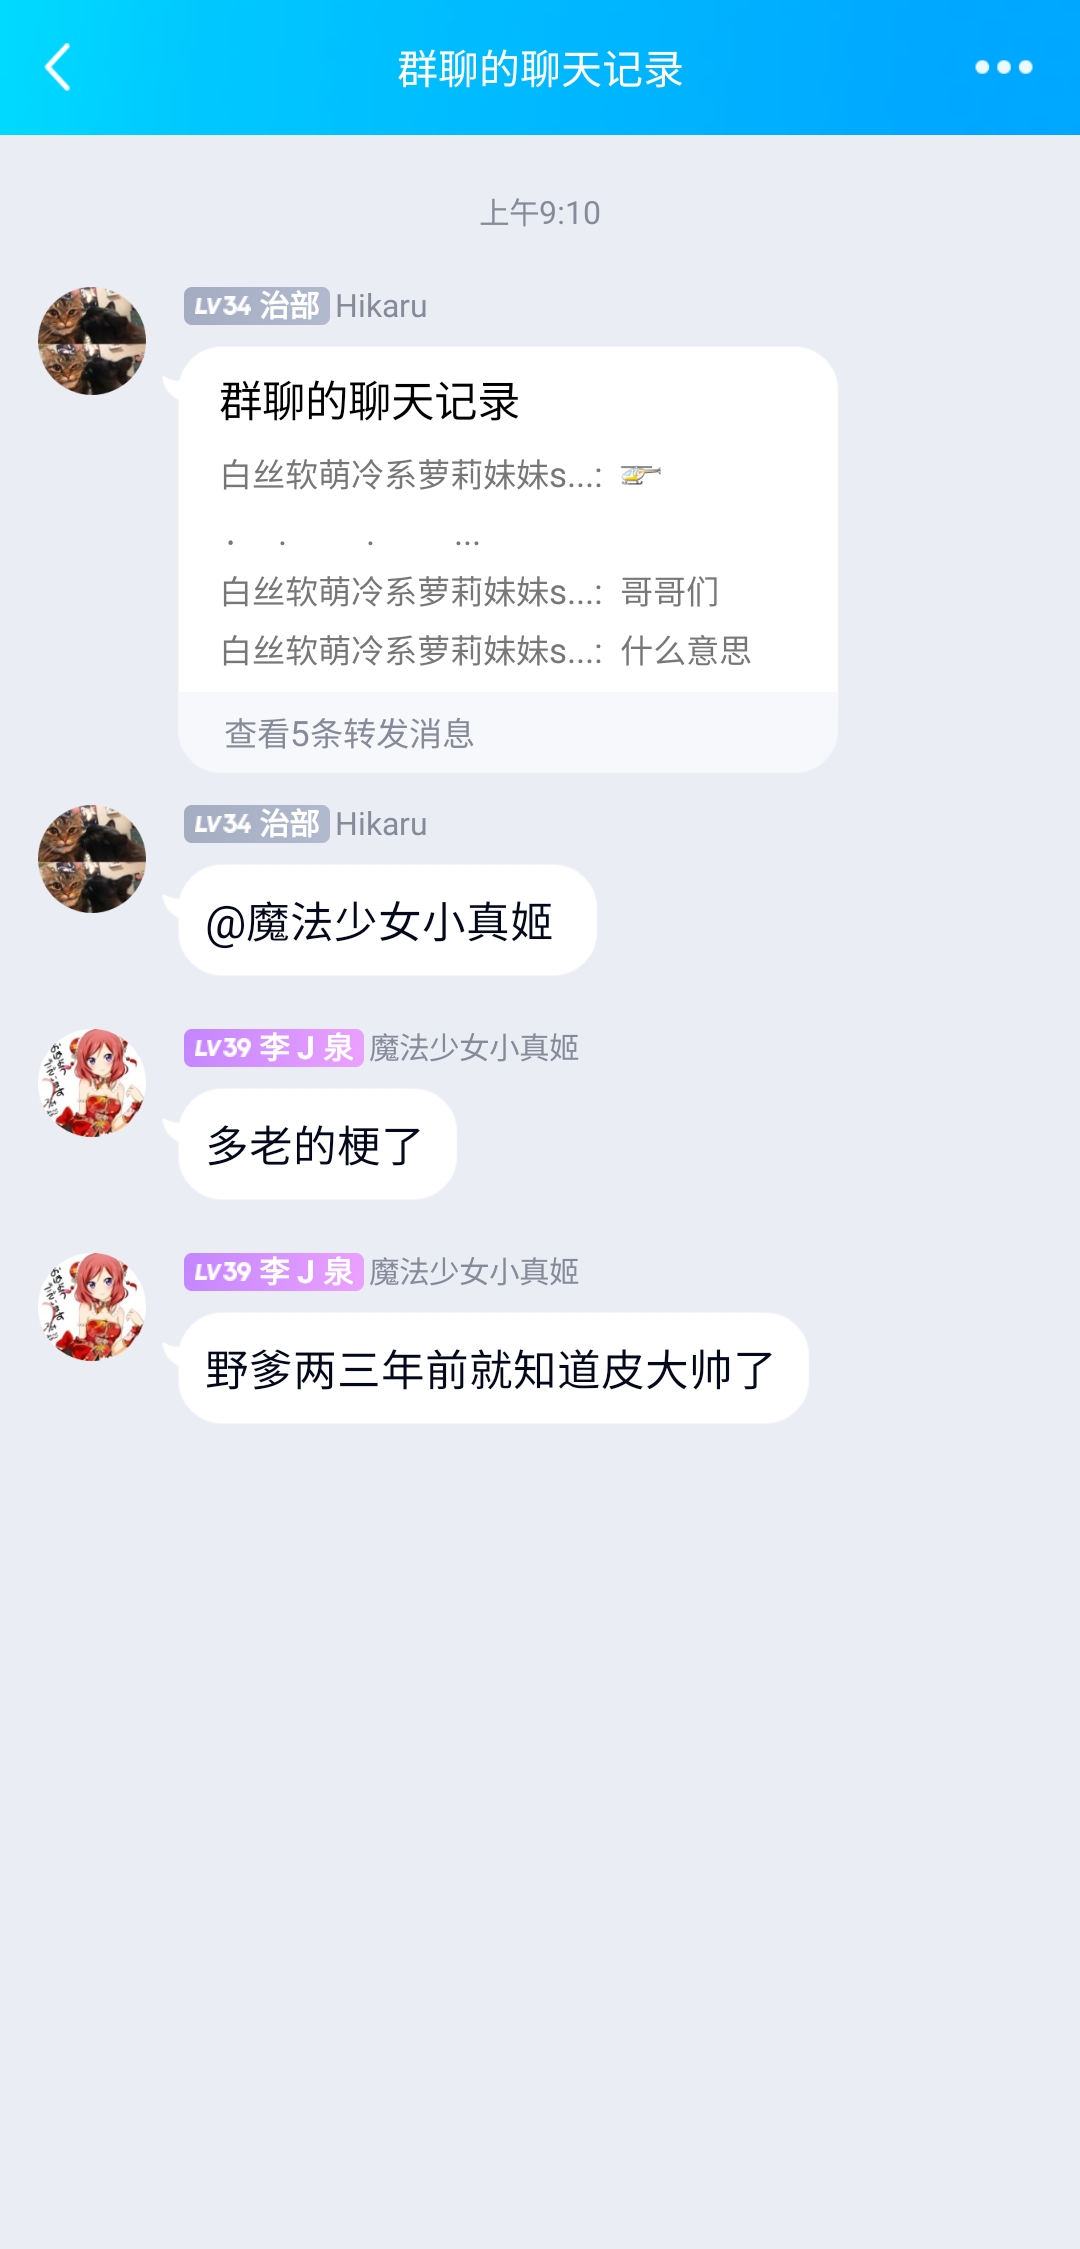 群聊的聊天记录
上午9:10
LV34 治部 Hikaru
群聊的聊天记录
白丝软萌冷系萝莉妹妹s...: 🚁
. . . ...
白丝软萌冷系萝莉妹妹s...: 哥哥们
白丝软萌冷系萝莉妹妹s...: 什么意思
查看5条转发消息
LV34 治部 Hikaru
@魔法少女小真姬
LV39 李 J 泉 魔法少女小真姬
多老的梗了
LV39 李 J 泉 魔法少女小真姬
野爹两三年前就知道皮大帅了